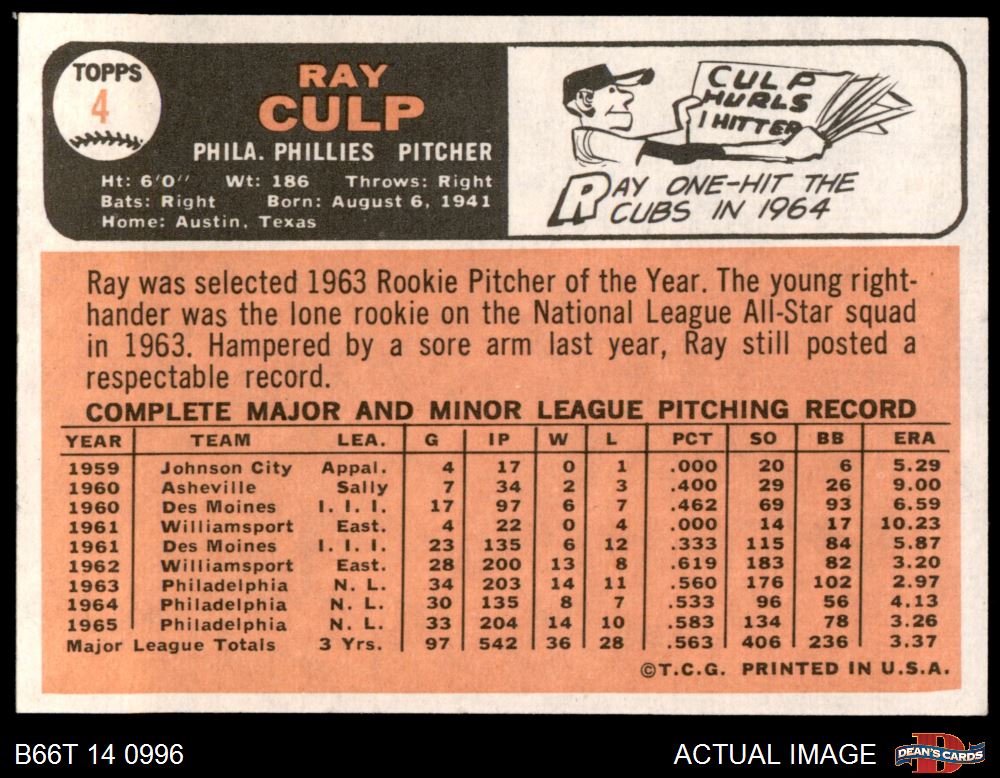 TOPPS
4
RAY
CULP
PHILA. PHILLIES PITCHER
Ht: 6'0" Wt: 186 Throws: Right
Bats: Right Born: August 6, 1941
Home: Austin, Texas
CULP
HURLS
1 HITTER
RAY ONE-HIT THE
CUBS IN 1964
Ray was selected 1963 Rookie Pitcher of the Year. The young right-
hander was the lone rookie on the National League All-Star squad
in 1963. Hampered by a sore arm last year, Ray still posted a
respectable record.
COMPLETE MAJOR AND MINOR LEAGUE PITCHING RECORD
YEAR TEAM LEA. G IP W L PCT SO BB ERA
1959 Johnson City Appal. 4 17 0 1 .000 20 6 5.29
1960 Asheville Sally 7 34 2 3 .400 29 26 9.00
1960 Des Moines I. I. I. 17 97 6 7 .462 69 93 6.59
1961 Williamsport East. 4 22 0 4 .000 14 17 10.23
1961 Des Moines I. I. I. 23 135 6 12 .333 115 84 5.87
1962 Williamsport East. 28 200 13 8 .619 183 82 3.20
1963 Philadelphia N. L. 34 203 14 11 .560 176 102 2.97
1964 Philadelphia N. L. 30 135 8 7 .533 96 56 4.13
1965 Philadelphia N. L. 33 204 14 10 .583 134 78 3.26
Major League Totals 3 Yrs. 97 542 36 28 .563 406 236 3.37
©T.C.G. PRINTED IN U.S.A.
B66T 14 0996
ACTUAL IMAGE
D
DEAN'S CARDS